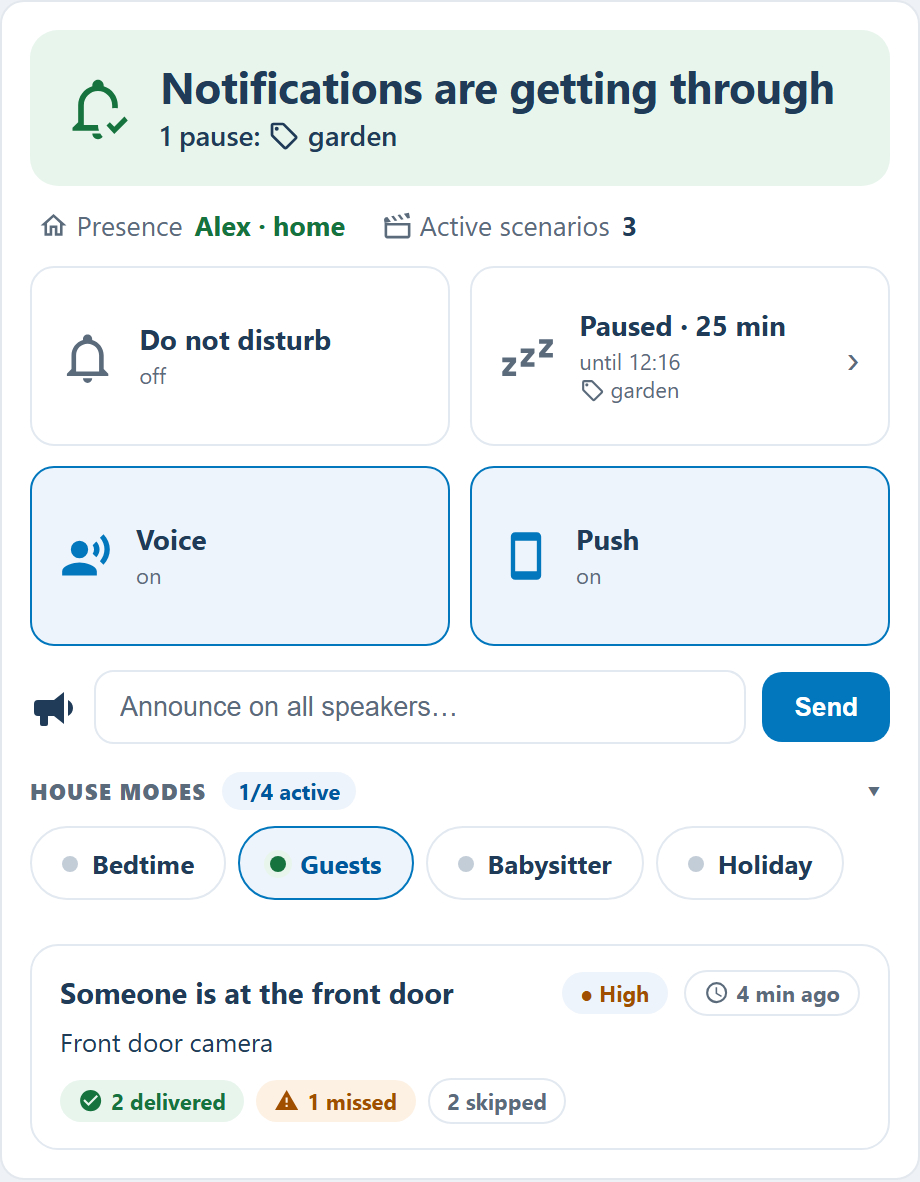 Notifications are getting through
1 pause: garden
Presence Alex · home Active scenarios 3
Do not disturb
off
Paused · 25 min
until 12:16
garden
Voice
on
Push
on
Announce on all speakers…
Send
HOUSE MODES 1/4 active
Bedtime
Guests
Babysitter
Holiday
Someone is at the front door
High
4 min ago
Front door camera
2 delivered
1 missed
2 skipped